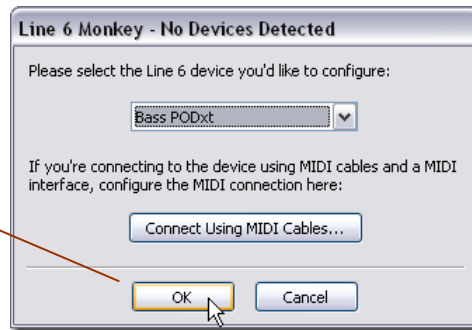 Line 6 Monkey - No Devices Detected
Please select the Line 6 device you'd like to configure:
Bass PODxt
If you're connecting to the device using MIDI cables and a MIDI
interface, configure the MIDI connection here:
Connect Using MIDI Cables...
OK
Cancel